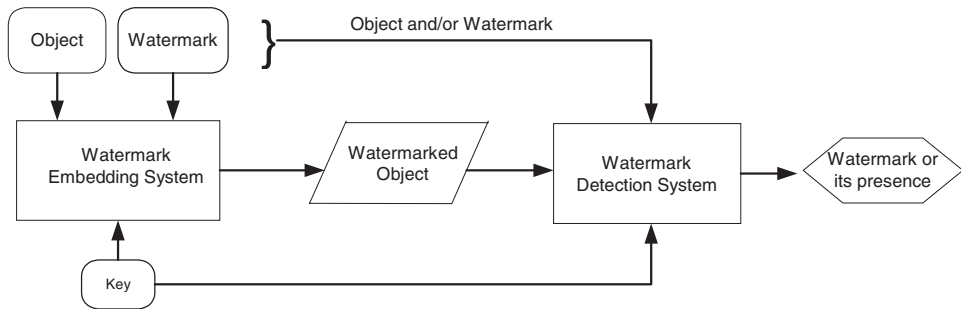 Object and/or Watermark
Object
Watermark
Watermark
Embedding System
Watermarked
Object
Watermark
Detection System
Watermark or
its presence
Key